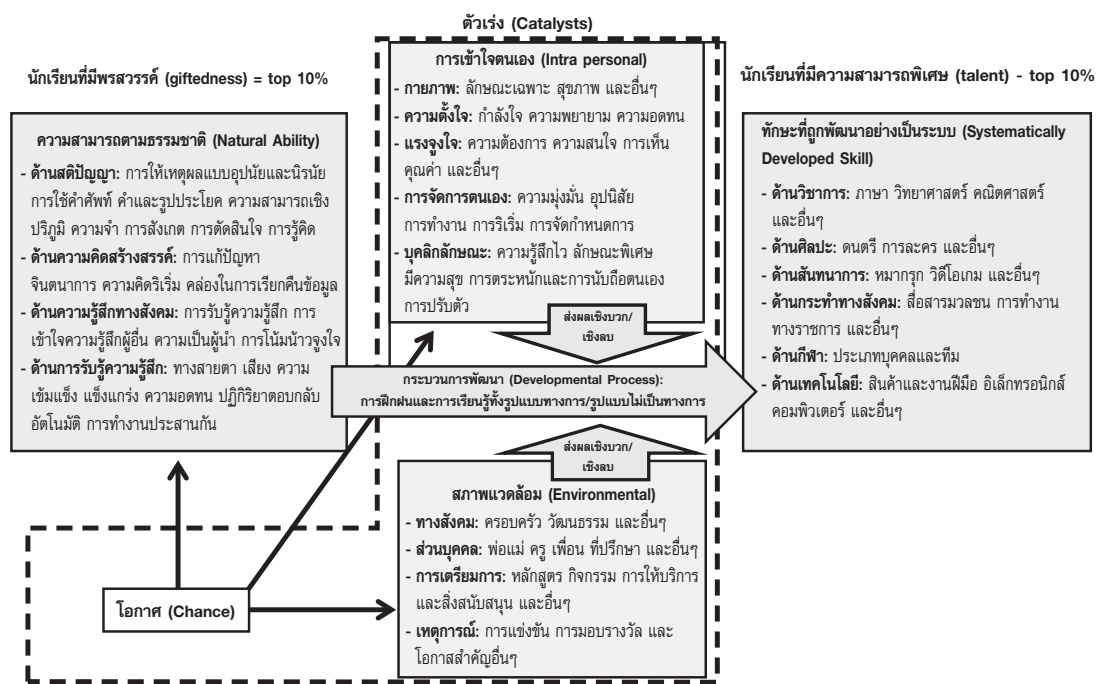 ตัวเร่ง (Catalysts)
นักเรียนที่มีพรสวรรค์ (giftedness) = top 10%
ความสามารถตามธรรมชาติ (Natural Ability)
- ด้านสติปัญญา: การให้เหตุผลแบบอุปนัยและนิรนัย
การใช้คำศัพท์ คำและรูปประโยค ความสามารถเชิง
ปริภูมิ ความจำ การสังเกต การตัดสินใจ การรู้คิด
- ด้านความคิดสร้างสรรค์: การแก้ปัญหา
จินตนาการ ความคิดริเริ่ม คล่องในการเรียกคืนข้อมูล
- ด้านความรู้สึกทางสังคม: การรับรู้ความรู้สึก การ
เข้าใจความรู้สึกผู้อื่น ความเป็นผู้นำ การโน้มน้าวจูงใจ
- ด้านการรับรู้ความรู้สึก: ทางสายตา เสียง ความ
เข้มแข็ง แข็งแกร่ง ความอดทน ปฏิกิริยาตอบกลับ
อัตโนมัติ การทำงานประสานกัน
การเข้าใจตนเอง (Intra personal)
- กายภาพ: ลักษณะเฉพาะ สุขภาพ และอื่นๆ
- ความตั้งใจ: กำลังใจ ความพยายาม ความอดทน
- แรงจูงใจ: ความต้องการ ความสนใจ การเห็น
คุณค่า และอื่นๆ
- การจัดการตนเอง: ความมุ่งมั่น อุปนิสัย
การทำงาน การริเริ่ม การจัดกำหนดการ
- บุคลิกลักษณะ: ความรู้สึกไว ลักษณะพิเศษ
มีความสุข การตระหนักและการนับถือตนเอง
การปรับตัว
ส่งผลเชิงบวก/
เชิงลบ
กระบวนการพัฒนา (Developmental Process):
การฝึกฝนและการเรียนรู้ทั้งรูปแบบทางการ/รูปแบบไม่เป็นทางการ
ส่งผลเชิงบวก/
เชิงลบ
สภาพแวดล้อม (Environmental)
- ทางสังคม: ครอบครัว วัฒนธรรม และอื่นๆ
- ส่วนบุคคล: พ่อแม่ ครู เพื่อน ที่ปรึกษา และอื่นๆ
- การเตรียมการ: หลักสูตร กิจกรรม การให้บริการ
และสิ่งสนับสนุน และอื่นๆ
- เหตุการณ์: การแข่งขัน การมอบรางวัล และ
โอกาสสำคัญอื่นๆ
โอกาส (Chance)
นักเรียนที่มีความสามารถพิเศษ (talent) - top 10%
ทักษะที่ถูกพัฒนาอย่างเป็นระบบ (Systematically
Developed Skill)
- ด้านวิชาการ: ภาษา วิทยาศาสตร์ คณิตศาสตร์
และอื่นๆ
- ด้านศิลปะ: ดนตรี การละคร และอื่นๆ
- ด้านสันทนาการ: หมากรุก วิดีโอเกม และอื่นๆ
- ด้านกระทำทางสังคม: สื่อสารมวลชน การทำงาน
ทางราชการ และอื่นๆ
- ด้านกีฬา: ประเภทบุคคลและทีม
- ด้านเทคโนโลยี: สินค้าและงานฝีมือ อิเล็กทรอนิกส์
คอมพิวเตอร์ และอื่นๆ